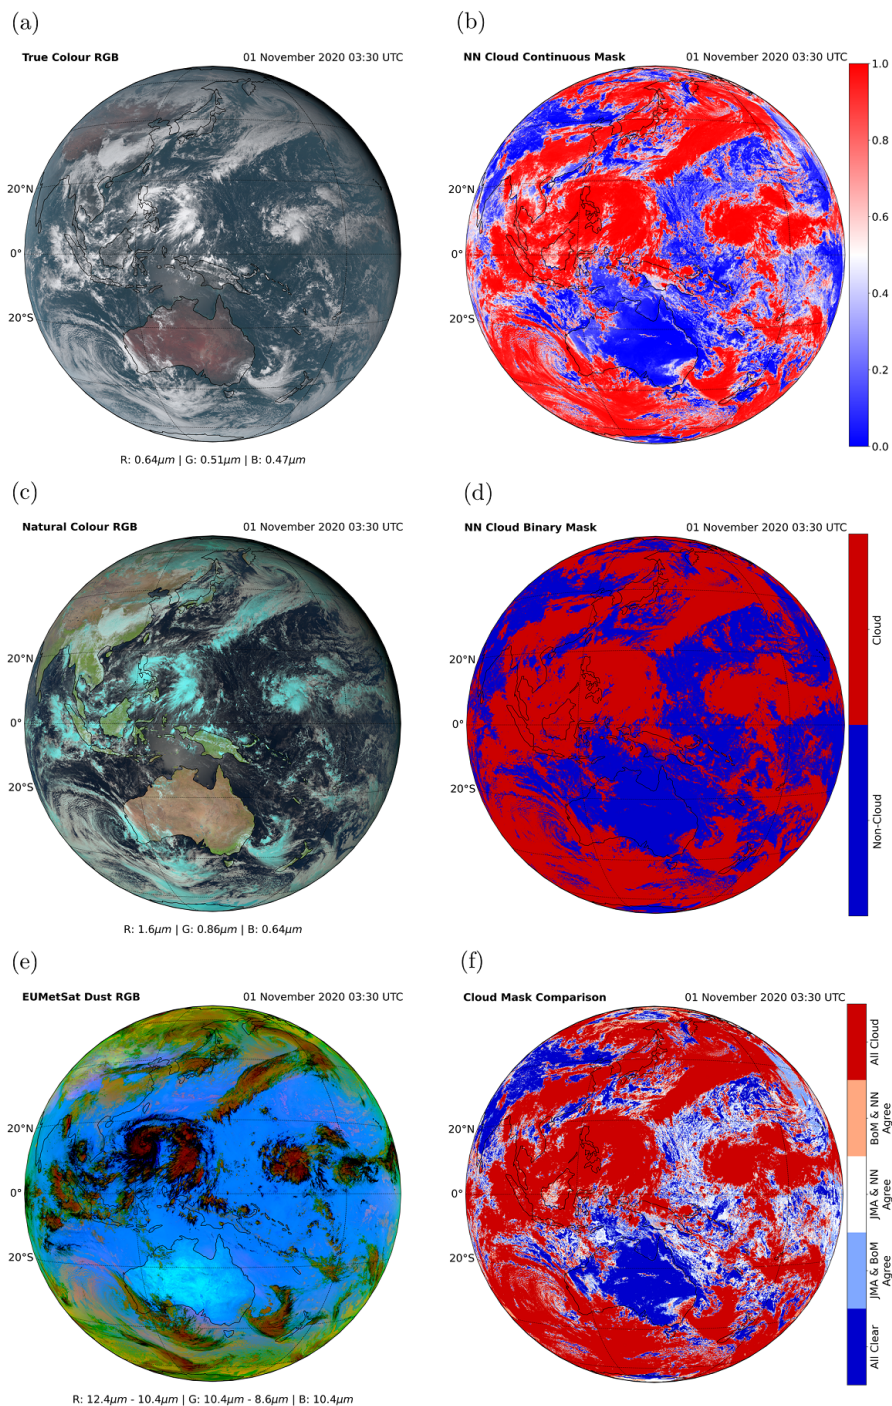 (a)
True Colour RGB 01 November 2020 03:30 UTC
20°N
0°
20°S
R: 0.64μm | G: 0.51μm | B: 0.47μm
(b)
NN Cloud Continuous Mask 01 November 2020 03:30 UTC
20°N
0°
20°S
1.0
0.8
0.6
0.4
0.2
0.0
(c)
Natural Colour RGB 01 November 2020 03:30 UTC
20°N
0°
20°S
R: 1.6μm | G: 0.86μm | B: 0.64μm
(d)
NN Cloud Binary Mask 01 November 2020 03:30 UTC
20°N
0°
20°S
Cloud
Non-Cloud
(e)
EUMetSat Dust RGB 01 November 2020 03:30 UTC
20°N
0°
20°S
R: 12.4μm - 10.4μm | G: 10.4μm - 8.6μm | B: 10.4μm
(f)
Cloud Mask Comparison 01 November 2020 03:30 UTC
20°N
0°
20°S
All Cloud
BoM & NN
Agree
JMA & NN
Agree
JMA & BoM
Agree
All Clear